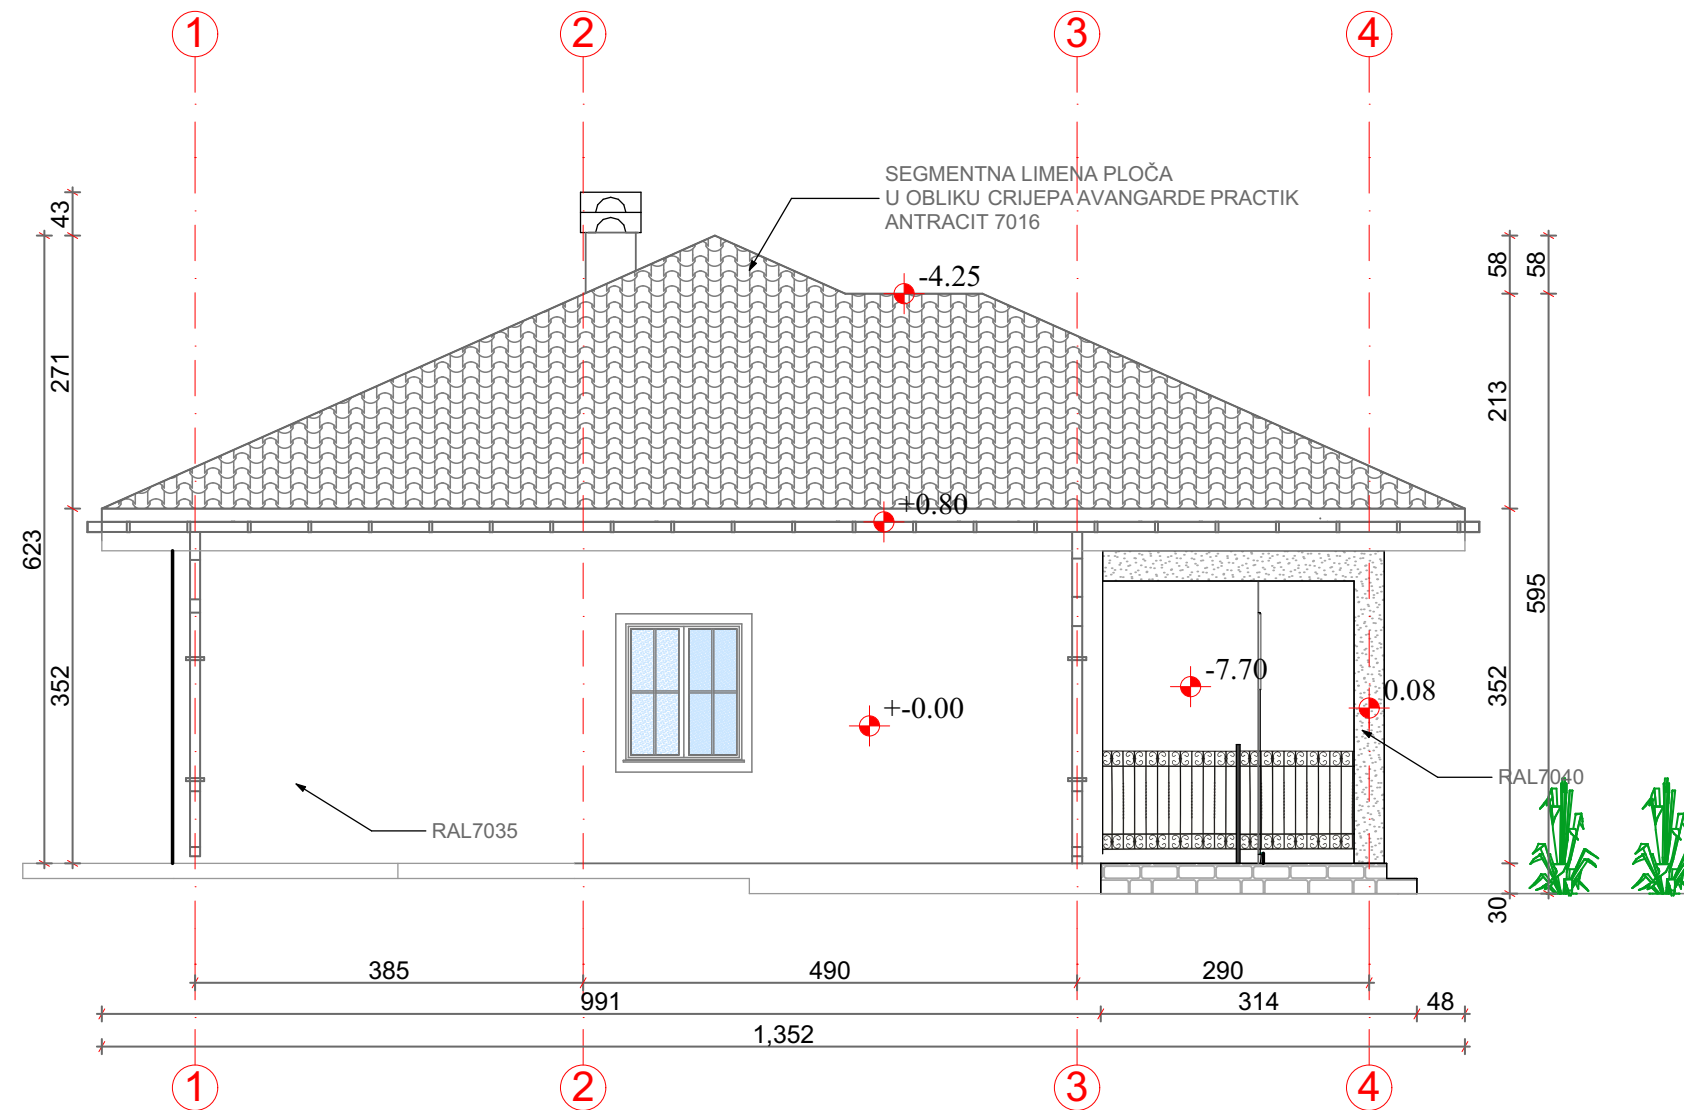 1 2 3 4
SEGMENTNA LIMENA PLOČA
U OBLIKU CRIJEPA AVANGARDE PRACTIK
ANTRACIT 7016
43
58 58
-4.25
271
213
+0.80
623
595
352
352
-7.70
0.08
+-0.00
RAL7040
RAL7035
30
385 490 290
991 314 48
1,352
1 2 3 4